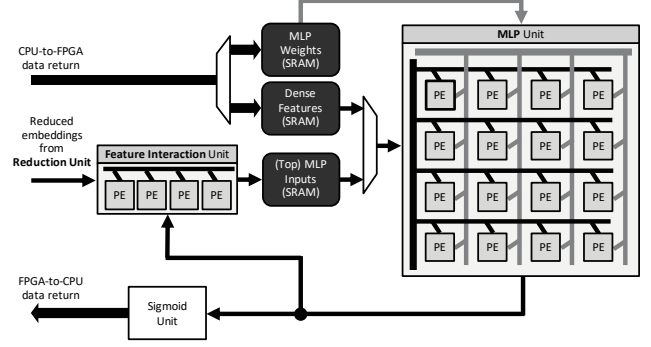 MLP
Weights
(SRAM)
MLP Unit
CPU-to-FPGA
data return
Dense
Features
(SRAM)
PE PE PE PE
Reduced
embeddings
from
Reduction Unit
Feature Interaction Unit
PE PE PE PE
(Top) MLP
Inputs
(SRAM)
PE PE PE PE
PE PE PE PE
PE PE PE PE
FPGA-to-CPU
data return
Sigmoid
Unit